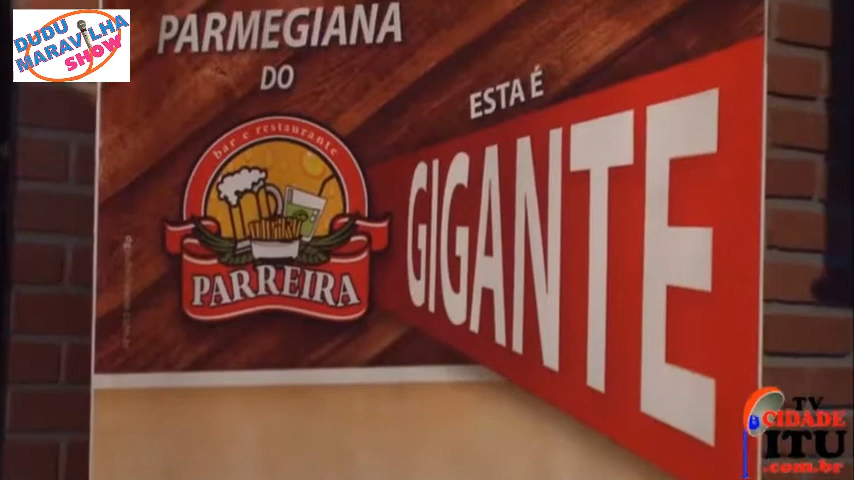 DUDU
MARAVILHA
SHOW
PARMEGIANA
DO
bar e restaurante
PARREIRA
ESTA É
GIGANTE
TV
CIDADE
ITU
.com.br